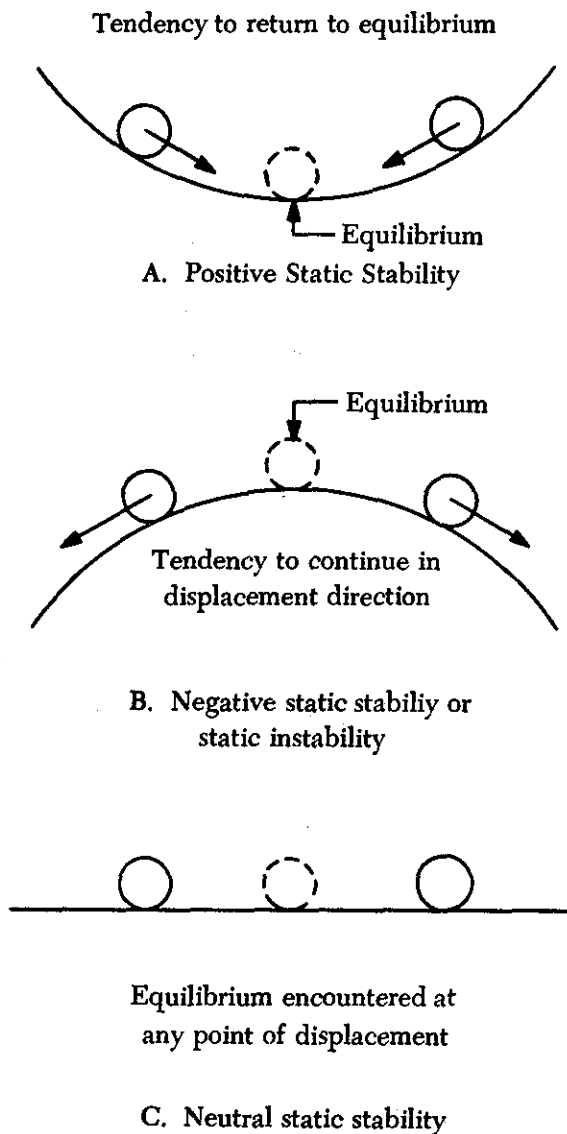 Tendency to return to equilibrium
Equilibrium
A. Positive Static Stability
Equilibrium
Tendency to continue in
displacement direction
B. Negative static stabiliy or
static instability
Equilibrium encountered at
any point of displacement
C. Neutral static stability